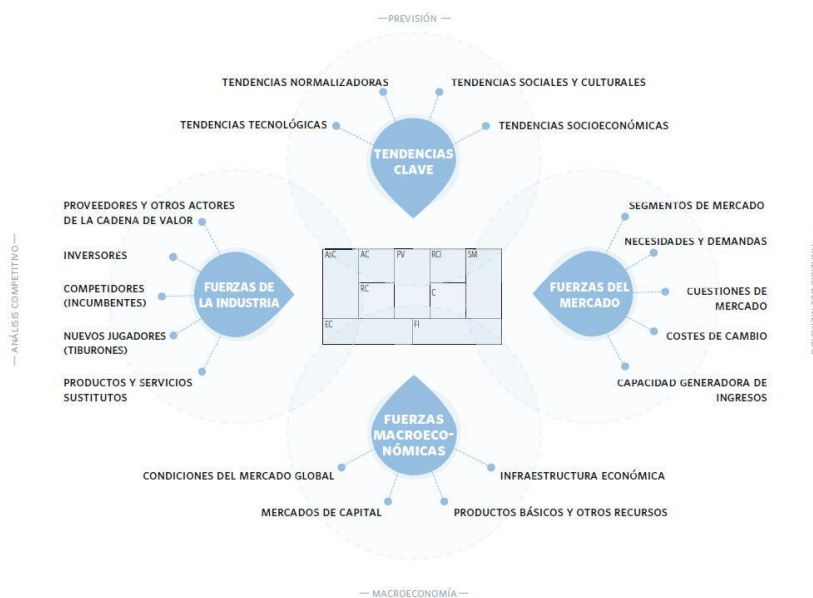 —PREVISIÓN —
TENDENCIAS NORMALIZADORAS
TENDENCIAS SOCIALES Y CULTURALES
TENDENCIAS TECNOLÓGICAS
TENDENCIAS SOCIOECONÓMICAS
TENDENCIAS
CLAVE
— ANÁLISIS COMPETITIVO —
PROVEEDORES Y OTROS ACTORES
DE LA CADENA DE VALOR
INVERSORES
COMPETIDORES
(INCUMBENTES)
NUEVOS JUGADORES
(TIBURONES)
PRODUCTOS Y SERVICIOS
SUSTITUTOS
FUERZAS DE
LA INDUSTRIA
AsC
AC
PV
RCl
SM
RC
C
EC
FI
FUERZAS DEL
MERCADO
SEGMENTOS DE MERCADO
NECESIDADES Y DEMANDAS
CUESTIONES DE
MERCADO
COSTES DE CAMBIO
CAPACIDAD GENERADORA DE
INGRESOS
FUERZAS
MACROECO-
NÓMICAS
CONDICIONES DEL MERCADO GLOBAL
INFRAESTRUCTURA ECONÓMICA
MERCADOS DE CAPITAL
PRODUCTOS BÁSICOS Y OTROS RECURSOS
— MACROECONOMÍA—